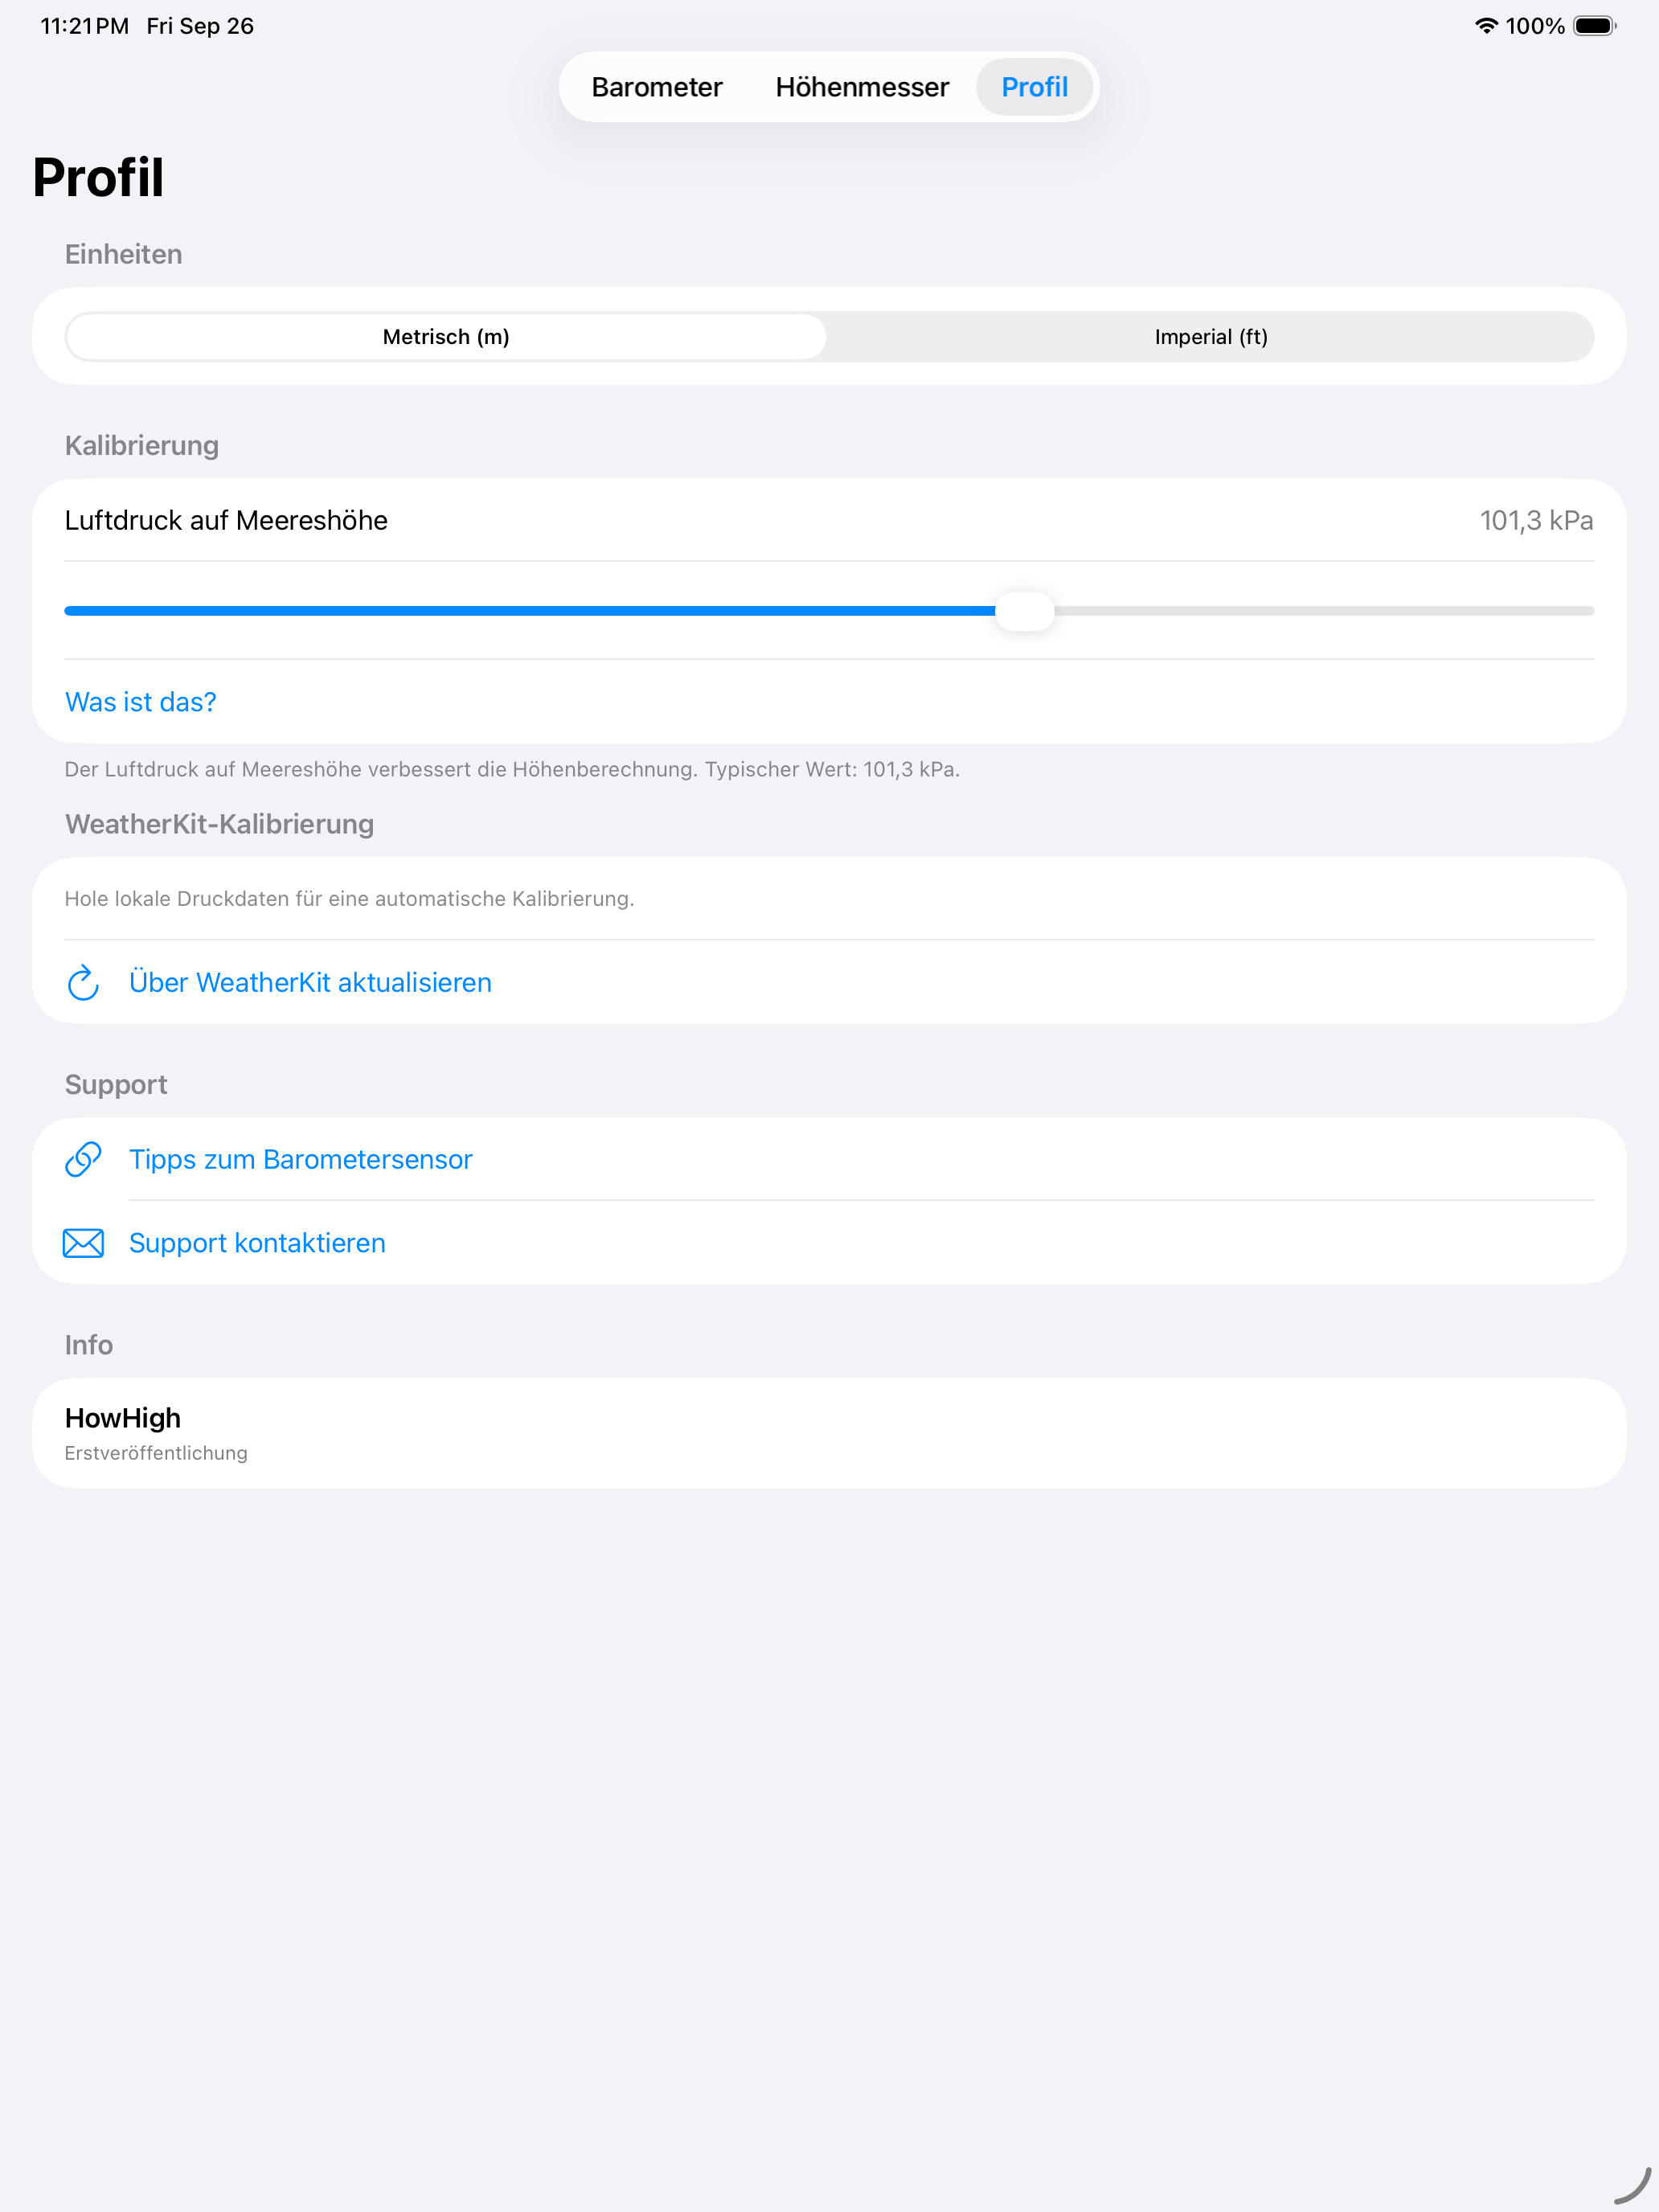 11:21 PM Fri Sep 26
100%
Barometer Höhenmesser Profil
Profil
Einheiten
Metrisch (m) Imperial (ft)
Kalibrierung
Luftdruck auf Meereshöhe 101,3 kPa
Was ist das?
Der Luftdruck auf Meereshöhe verbessert die Höhenberechnung. Typischer Wert: 101,3 kPa.
WeatherKit-Kalibrierung
Hole lokale Druckdaten für eine automatische Kalibrierung.
Über WeatherKit aktualisieren
Support
Tipps zum Barometersensor
Support kontaktieren
Info
HowHigh
Erstveröffentlichung